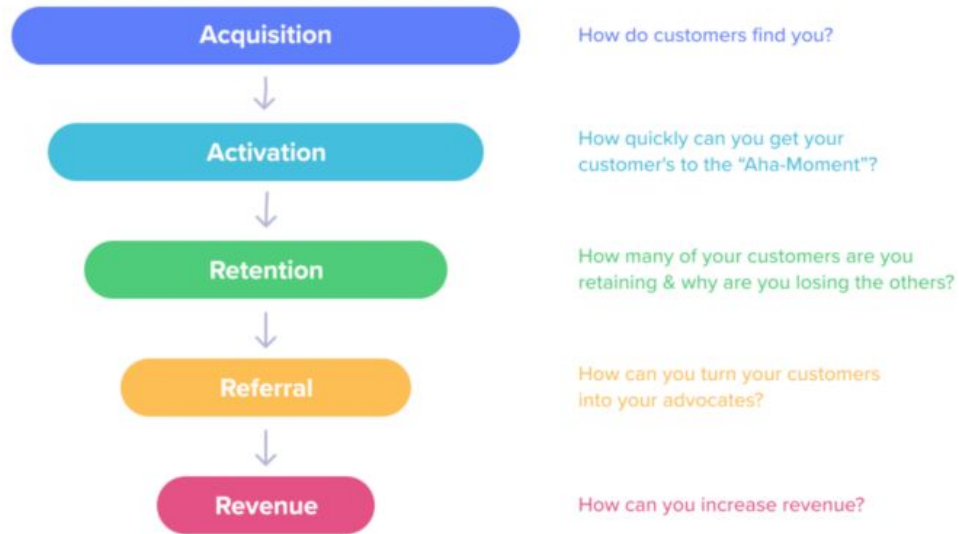 Acquisition
How do customers find you?
Activation
How quickly can you get your
customer's to the “Aha-Moment”?
Retention
How many of your customers are you
retaining & why are you losing the others?
Referral
How can you turn your customers
into your advocates?
Revenue
How can you increase revenue?